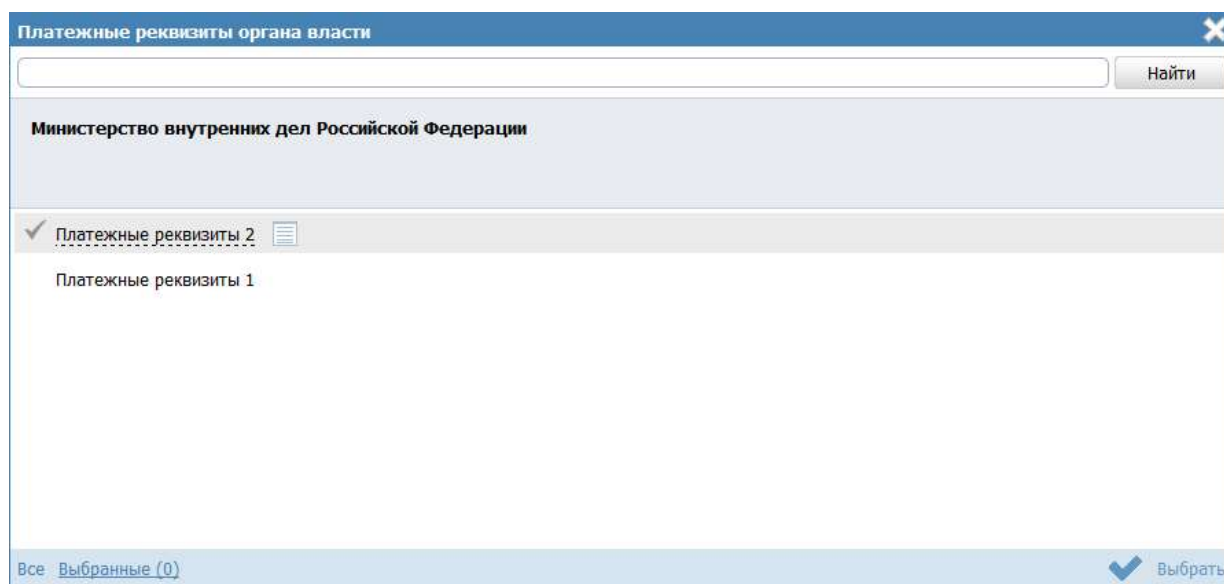 Платежные реквизиты органа власти
Найти
Министерство внутренних дел Российской Федерации
Платежные реквизиты 2
Платежные реквизиты 1
Все Выбранные (0) Выбрать